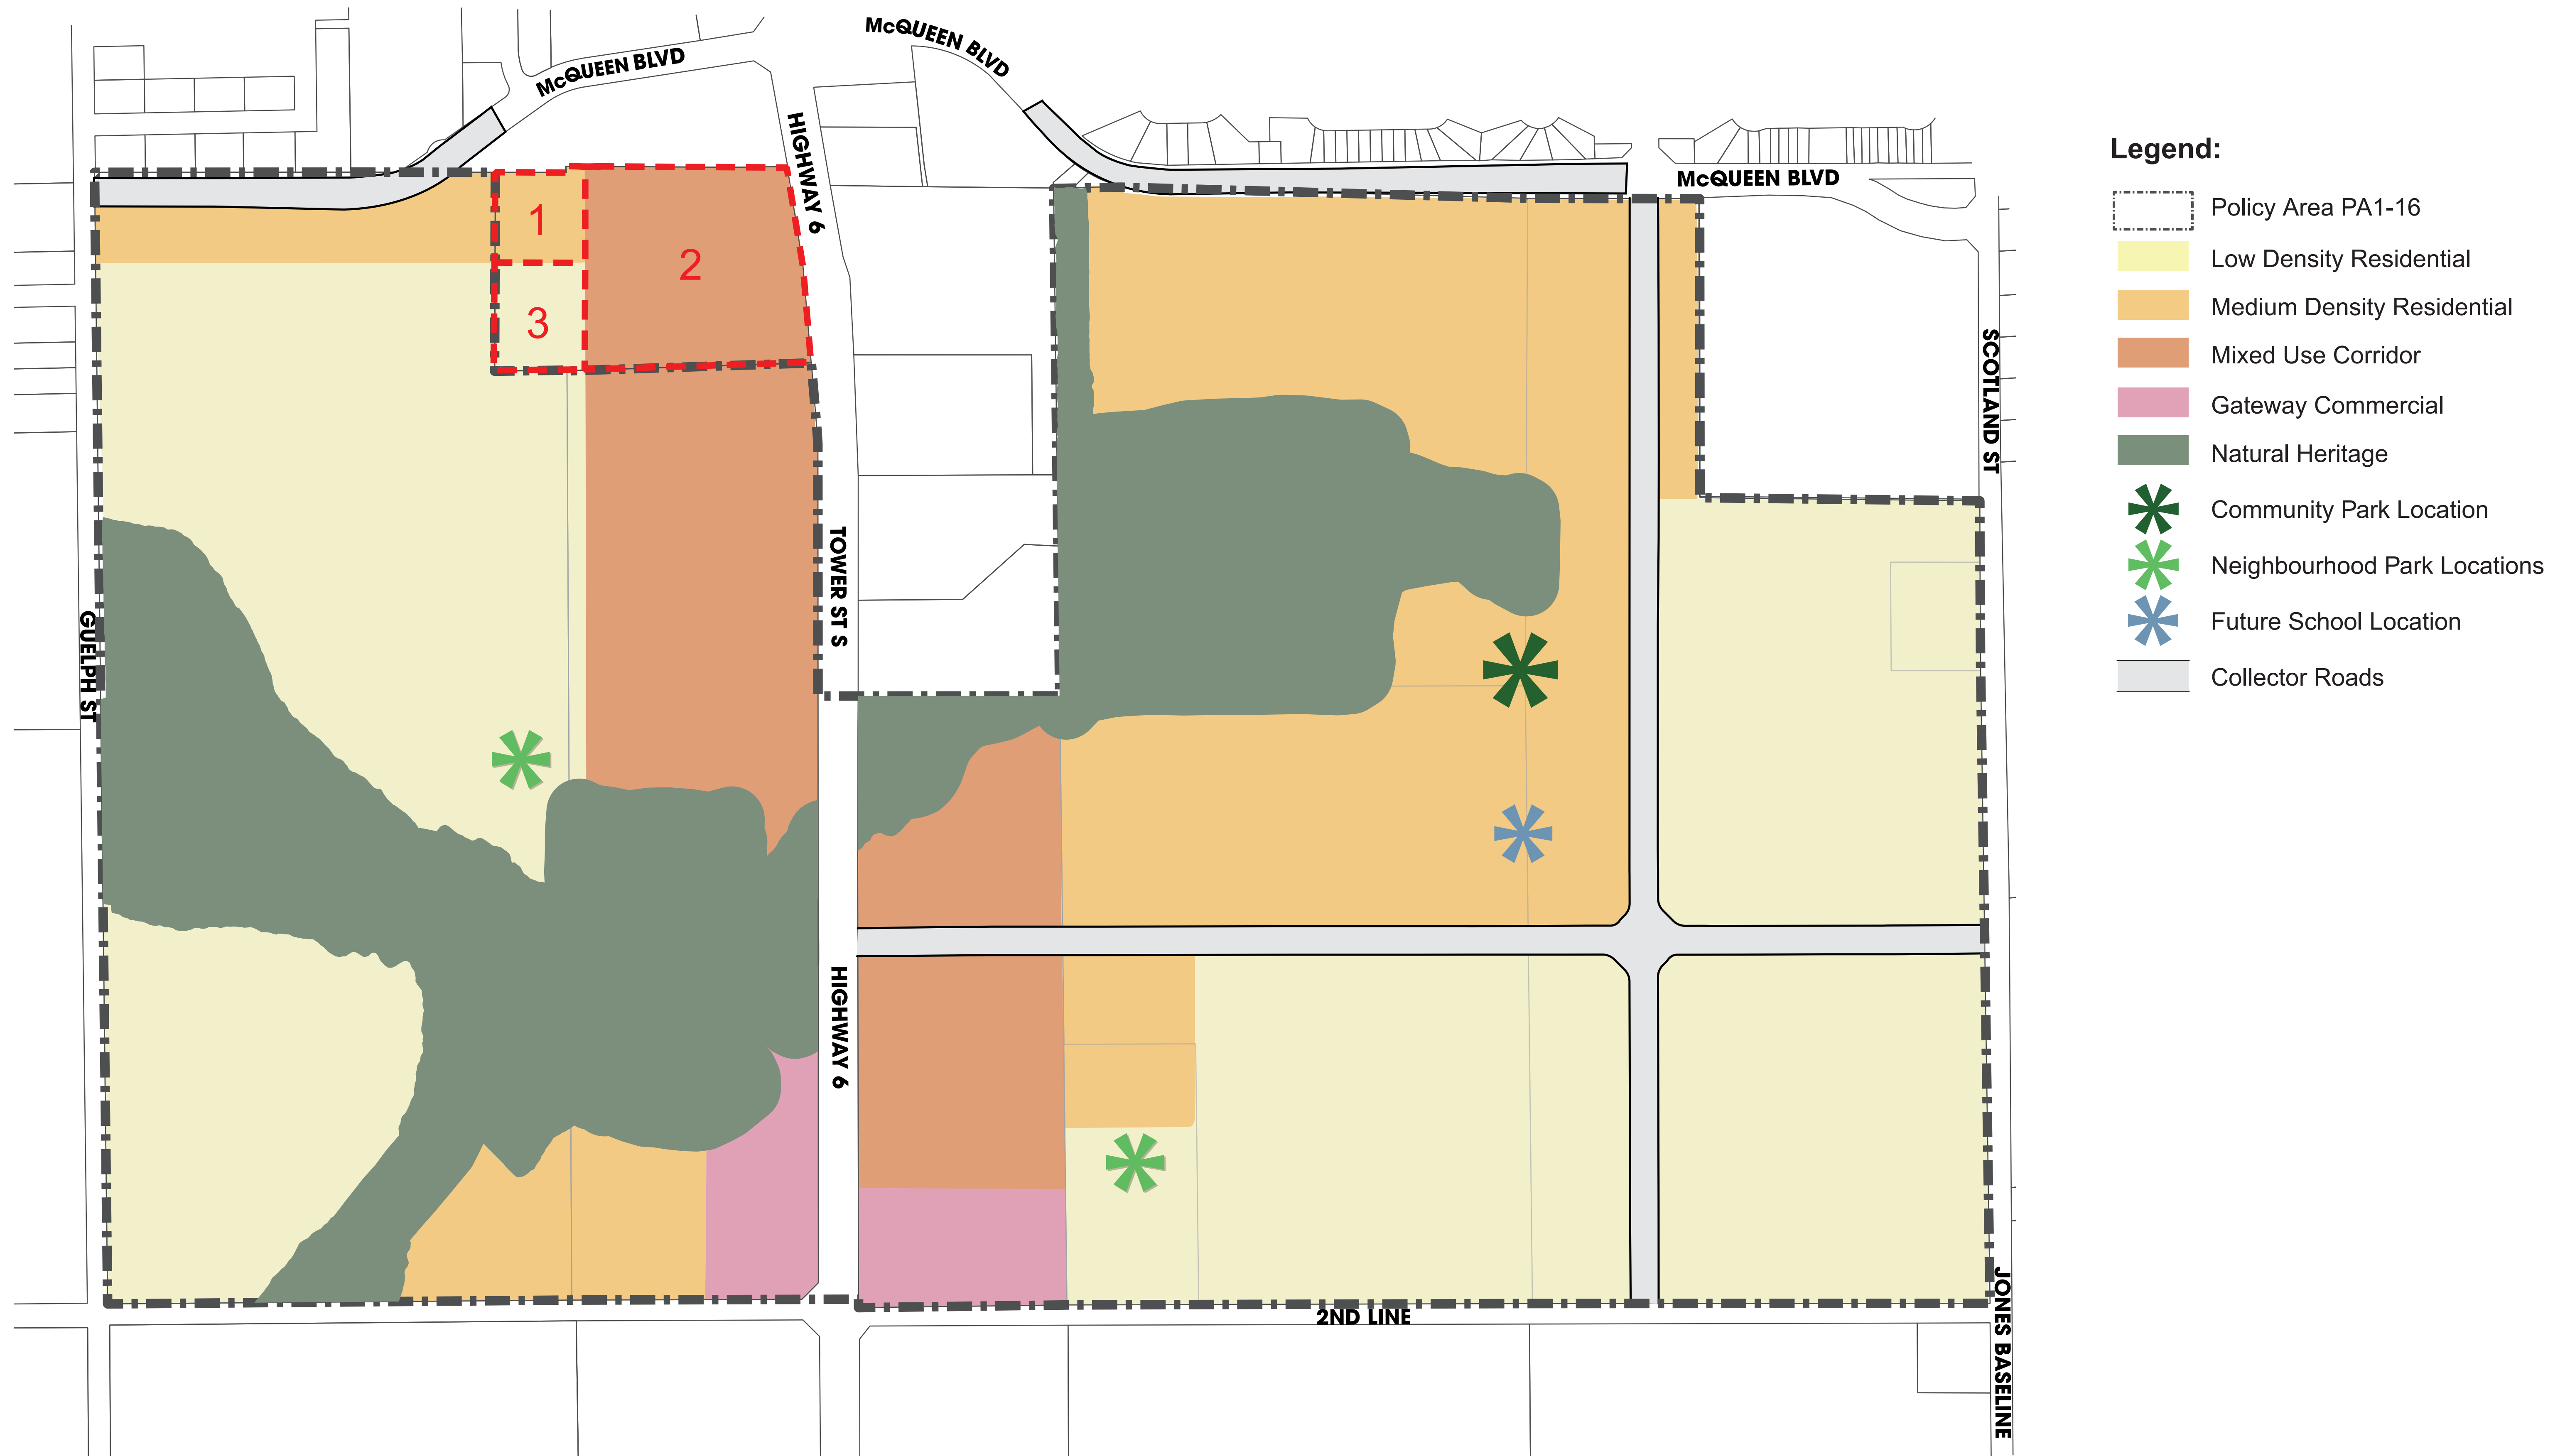 McQUEEN BLVD
McQUEEN BLVD
HIGHWAY 6
McQUEEN BLVD
1
2
3
SCOTLAND ST
TOWER ST S
GUELPH ST
HIGHWAY 6
2ND LINE
JONES BASELINE
Legend:
Policy Area PA1-16
Low Density Residential
Medium Density Residential
Mixed Use Corridor
Gateway Commercial
Natural Heritage
Community Park Location
Neighbourhood Park Locations
Future School Location
Collector Roads